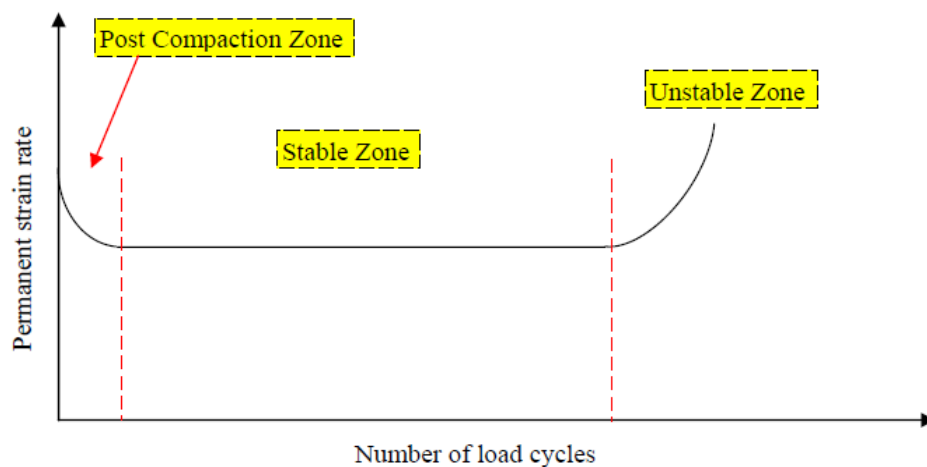 Post Compaction Zone
Unstable Zone
Stable Zone
Permanent strain rate
Number of load cycles